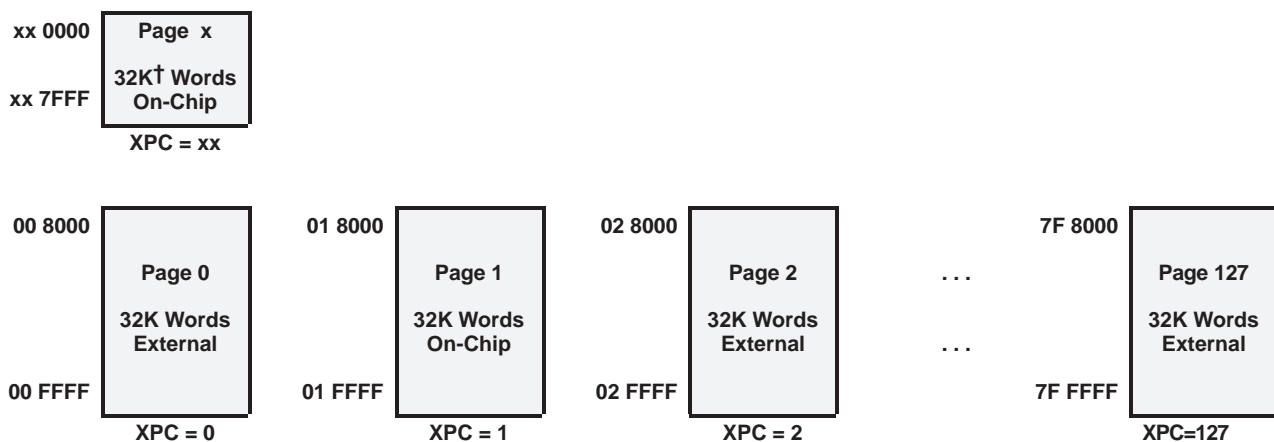 xx 0000
Page x
32K† Words
On-Chip
xx 7FFF
XPC = xx
00 8000
Page 0
32K Words
External
00 FFFF
XPC = 0
01 8000
Page 1
32K Words
On-Chip
01 FFFF
XPC = 1
02 8000
Page 2
32K Words
External
02 FFFF
XPC = 2
. . .
. . .
7F 8000
Page 127
32K Words
External
7F FFFF
XPC=127